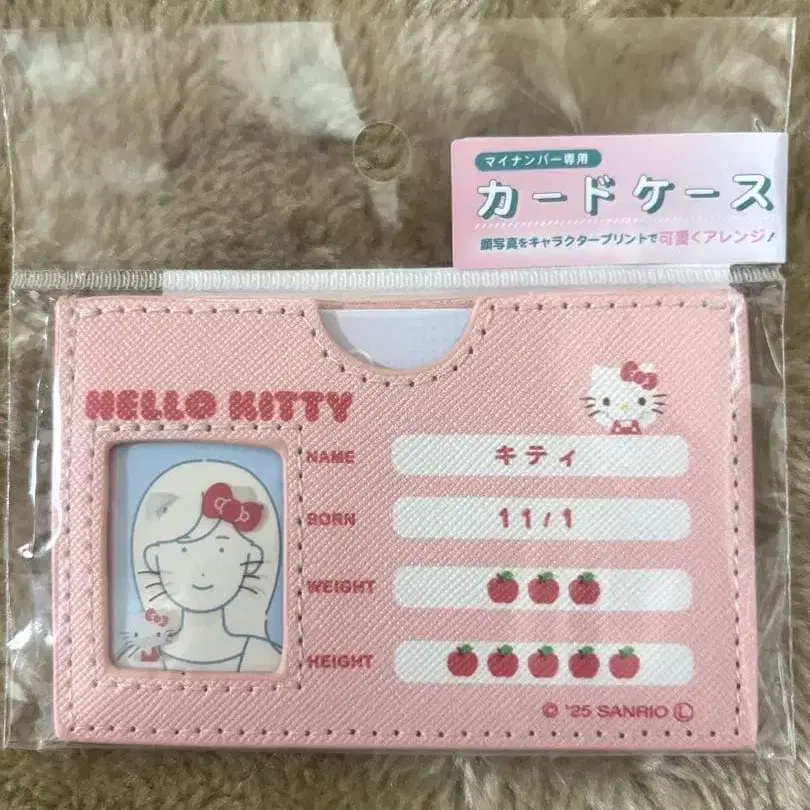 マイナンバー専用
カードケース
顔写真をキャラクタープリントで可愛くアレンジ!
HELLO KITTY
NAME キティ
BORN 11/1
WEIGHT
HEIGHT
© '25 SANRIO Ⓛ